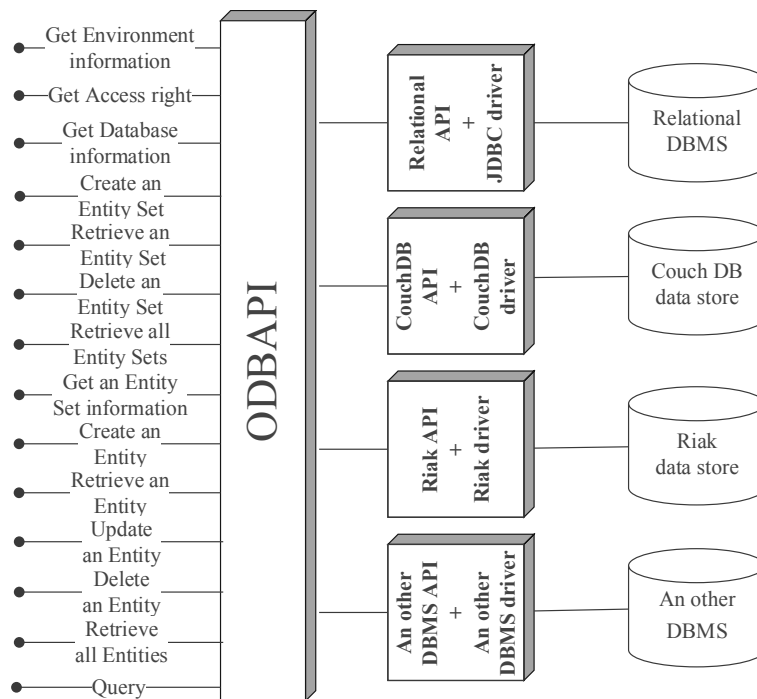 Get Environment
information
Get Access right
Get Database
information
Create an
Entity Set
Retrieve an
Entity Set
Delete an
Entity Set
Retrieve all
Entity Sets
Get an Entity
Set information
Create an
Entity
Retrieve an
Entity
Update
an Entity
Delete
an Entity
Retrieve
all Entities
Query
ODBAPI
Relational
API
+
JDBC driver
Relational
DBMS
CouchDB
API
+
CouchDB
driver
Couch DB
data store
Riak API
+
Riak driver
Riak
data store
An other
DBMS API
+
An other
DBMS driver
An other
DBMS